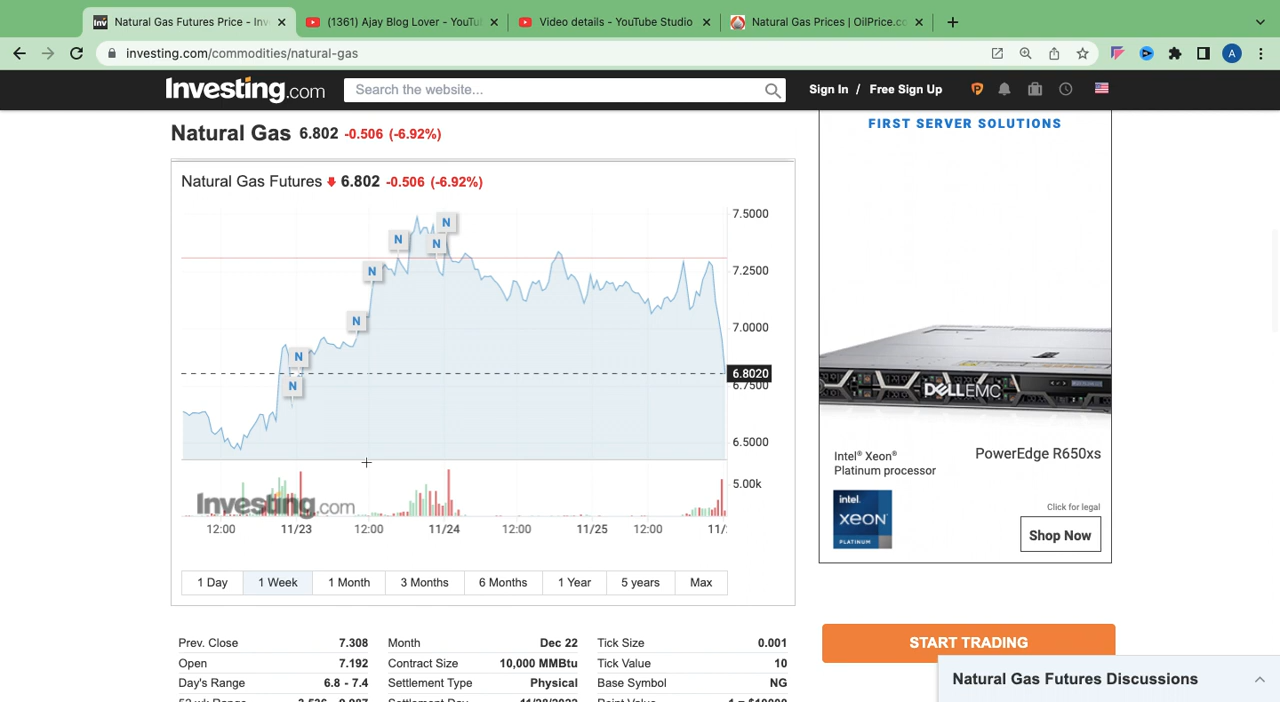 Natural Gas Futures Price - Inv
(1361) Ajay Blog Lover - YouTu
Video details - YouTube Studio
Natural Gas Prices | OilPrice.co
investing.com/commodities/natural-gas
A
Investing.com
Search the website...
Sign In / Free Sign Up
Natural Gas 6.802 -0.506 (-6.92%)
FIRST SERVER SOLUTIONS
Natural Gas Futures 6.802 -0.506 (-6.92%)
7.5000
7.2500
7.0000
6.8020
6.7500
6.5000
5.00k
N
N
N
N
N
N
N
N
Investing.com
12:00 11/23 12:00 11/24 12:00 11/25 12:00 11/
1 Day 1 Week 1 Month 3 Months 6 Months 1 Year 5 years Max
DELLEMC
Intel® Xeon®
Platinum processor
PowerEdge R650xs
intel.
XEON
PLATINUM
Click for legal
Shop Now
START TRADING
Natural Gas Futures Discussions
Prev. Close 7.308 Month Dec 22 Tick Size 0.001
Open 7.192 Contract Size 10,000 MMBtu Tick Value 10
Day's Range 6.8 - 7.4 Settlement Type Physical Base Symbol NG